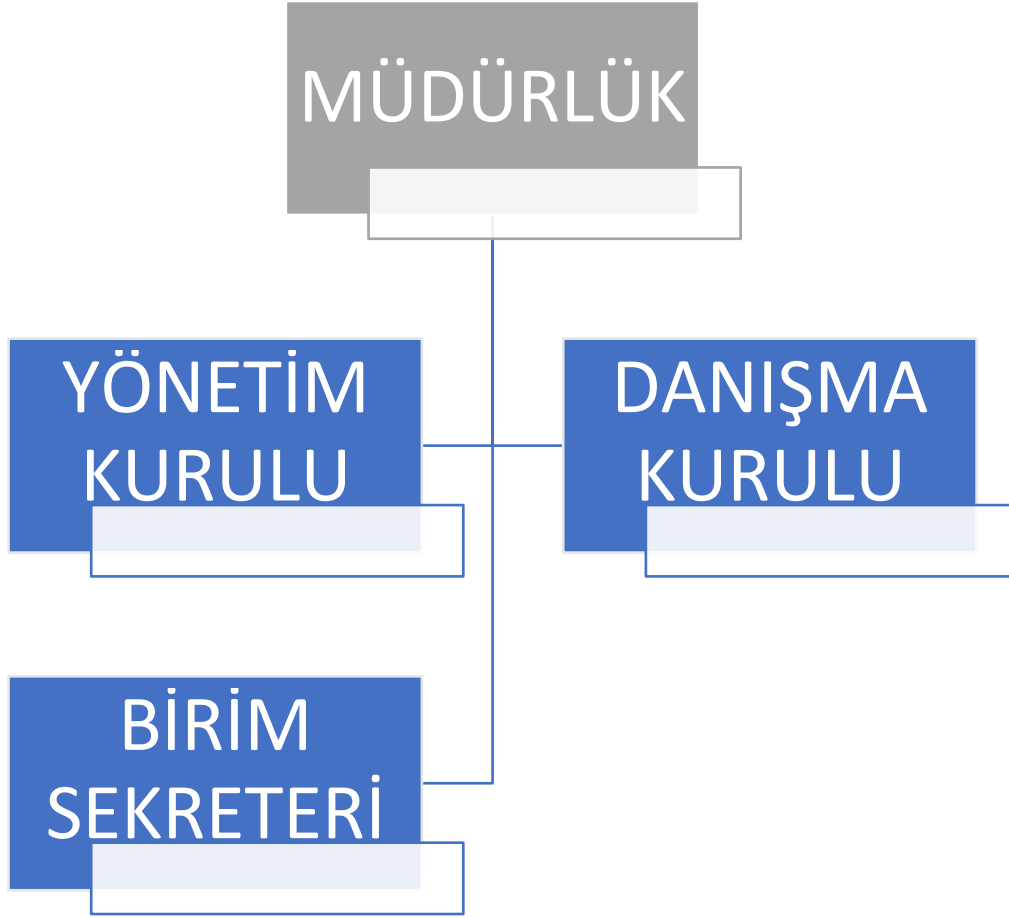 MÜDÜRLÜK
YÖNETİM
KURULU
DANIŞMA
KURULU
BİRİM
SEKRETERİ